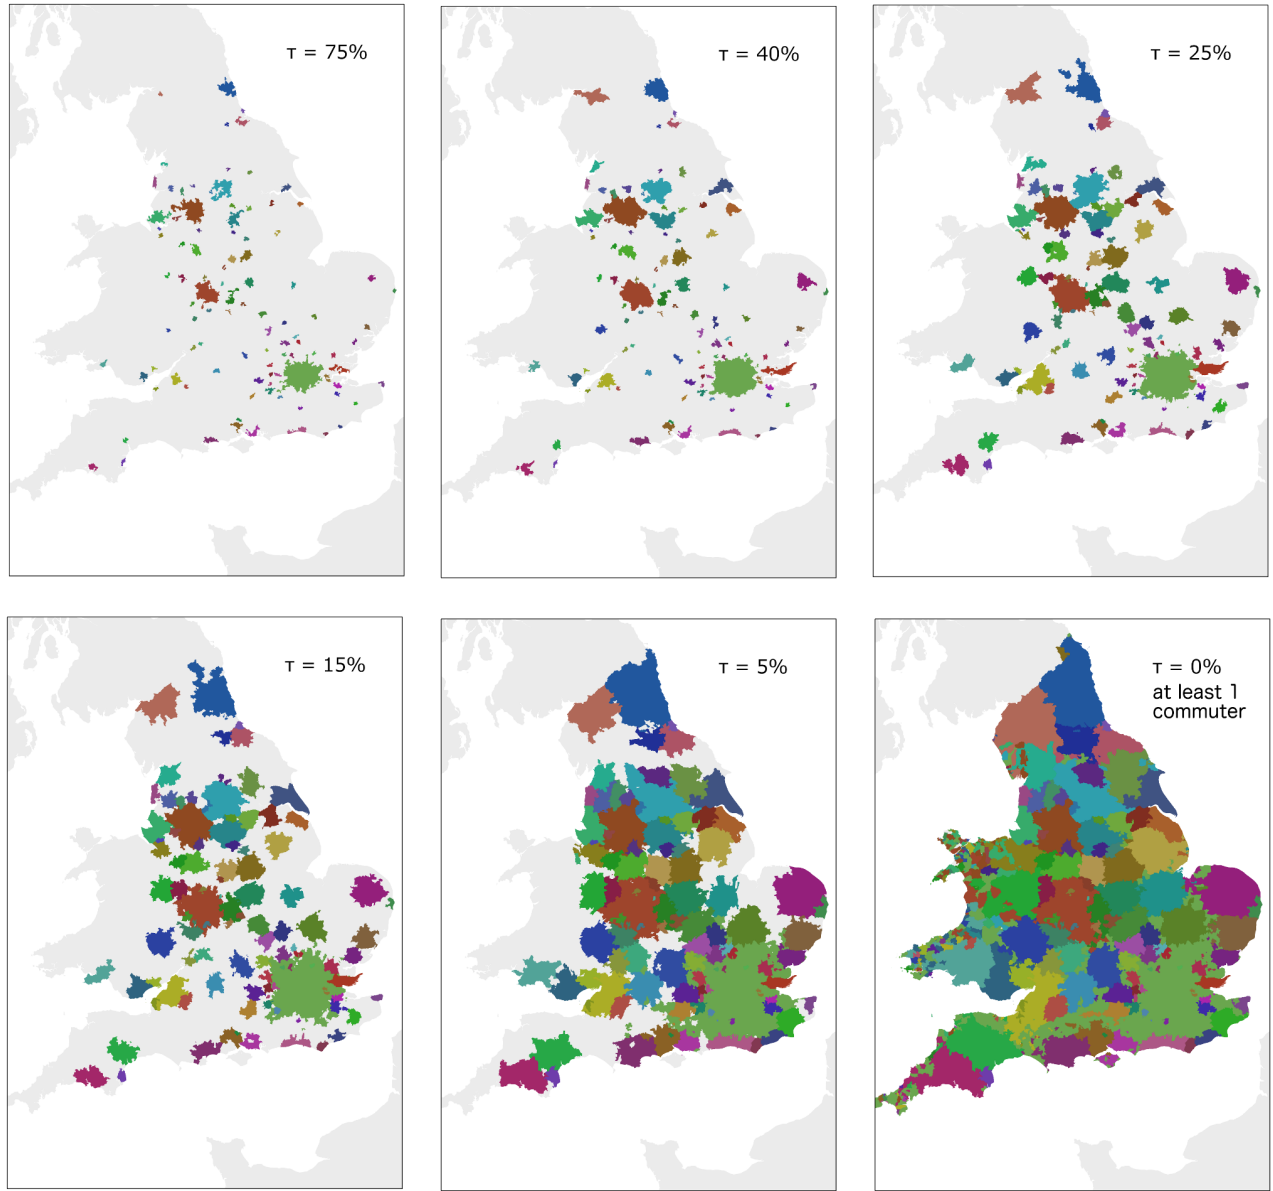 τ = 75%
τ = 40%
τ = 25%
τ = 15%
τ = 5%
τ = 0%
at least 1
commuter